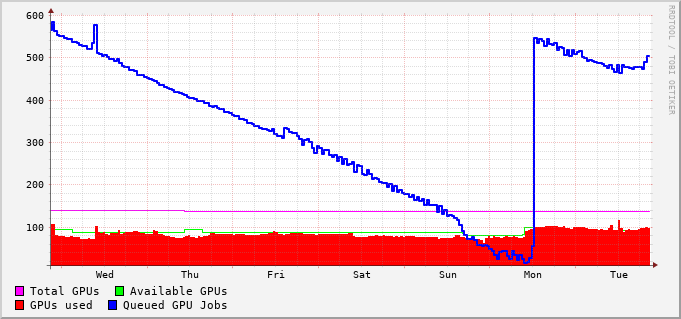 600
500
400
300
200
100
Wed Thu Fri Sat Sun Mon Tue
Total GPUs Available GPUs
GPUs used Queued GPU Jobs
RRDTOOL / TOBI OETIKER